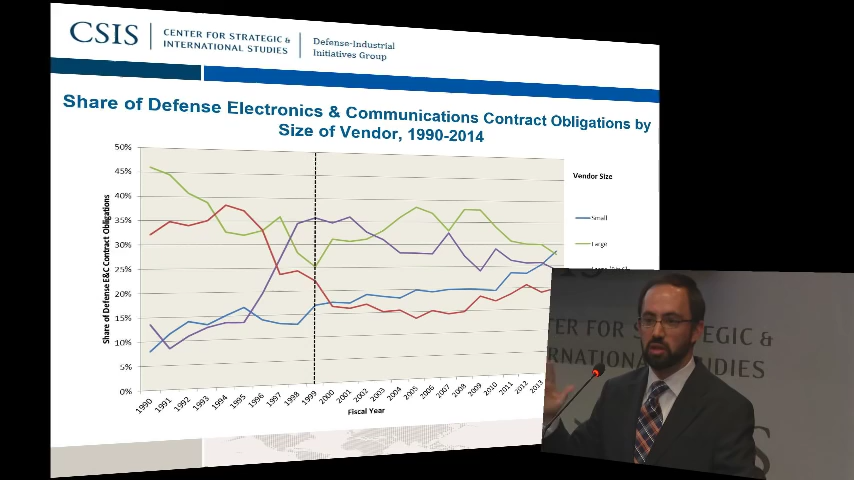 CSIS
CENTER FOR STRATEGIC &
INTERNATIONAL STUDIES
Defense-Industrial
Initiatives Group
Share of Defense Electronics & Communications Contract Obligations by
Size of Vendor, 1990-2014
Share of Defense E&C Contract Obligations
50%
45%
40%
35%
30%
25%
20%
15%
10%
5%
0%
1990
1991
1992
1993
1994
1995
1996
1997
1998
1999
2000
2001
2002
2003
2004
2005
2006
2007
2008
2009
2010
2011
2012
2013
Fiscal Year
Vendor Size
Small
Large
TER FOR STRATEGIC &
RNATIONAL STUDIES